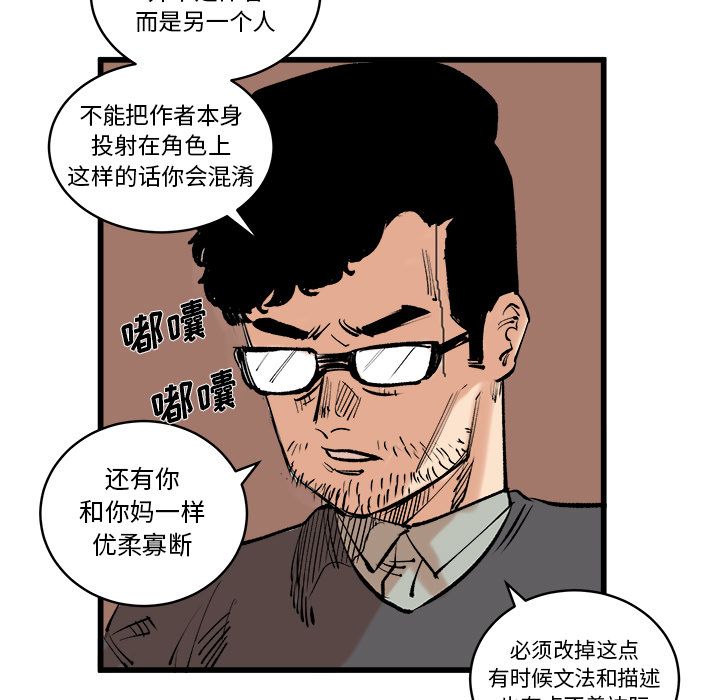 而是另一个人
不能把作者本身
投射在角色上
这样的话你会混淆
嘟囔
嘟囔
还有你
和你妈一样
优柔寡断
必须改掉这点
有时候文法和描述